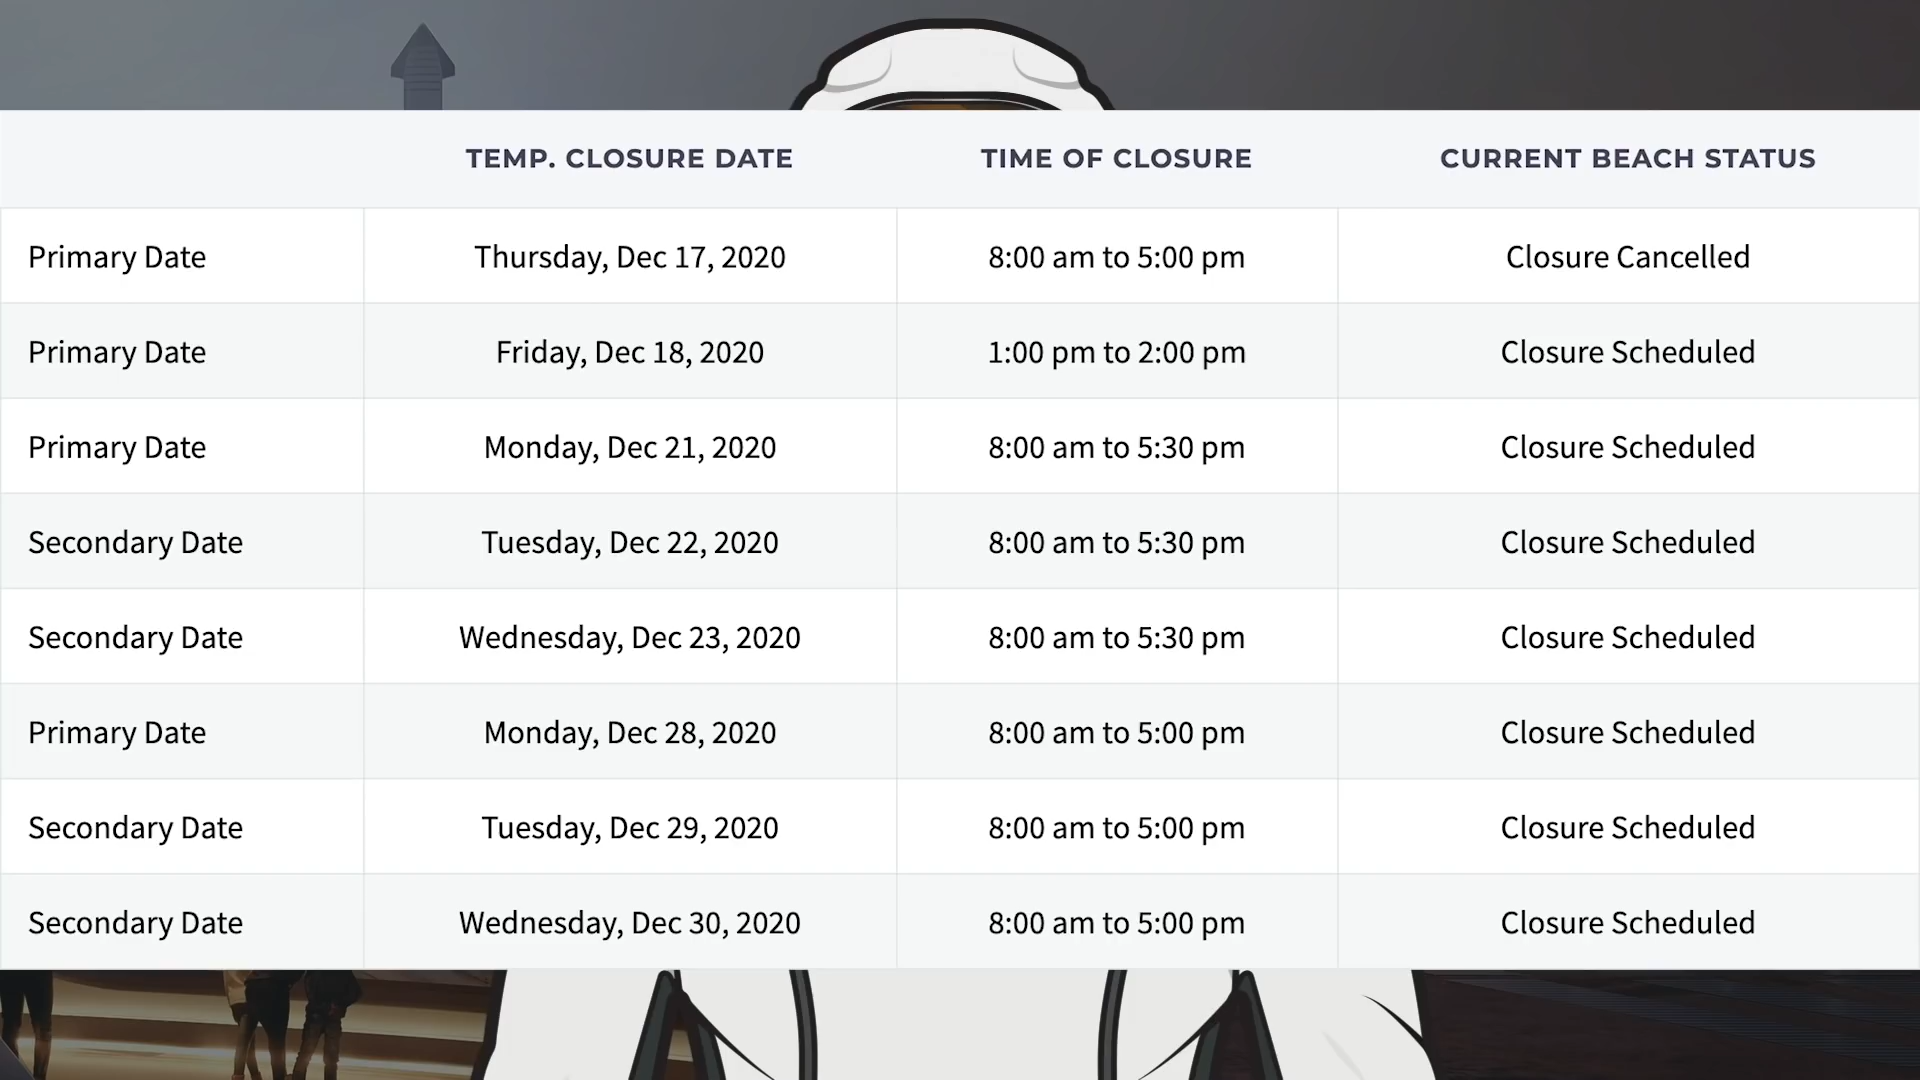 TEMP. CLOSURE DATE TIME OF CLOSURE CURRENT BEACH STATUS
Primary Date Thursday, Dec 17, 2020 8:00 am to 5:00 pm Closure Cancelled
Primary Date Friday, Dec 18, 2020 1:00 pm to 2:00 pm Closure Scheduled
Primary Date Monday, Dec 21, 2020 8:00 am to 5:30 pm Closure Scheduled
Secondary Date Tuesday, Dec 22, 2020 8:00 am to 5:30 pm Closure Scheduled
Secondary Date Wednesday, Dec 23, 2020 8:00 am to 5:30 pm Closure Scheduled
Primary Date Monday, Dec 28, 2020 8:00 am to 5:00 pm Closure Scheduled
Secondary Date Tuesday, Dec 29, 2020 8:00 am to 5:00 pm Closure Scheduled
Secondary Date Wednesday, Dec 30, 2020 8:00 am to 5:00 pm Closure Scheduled